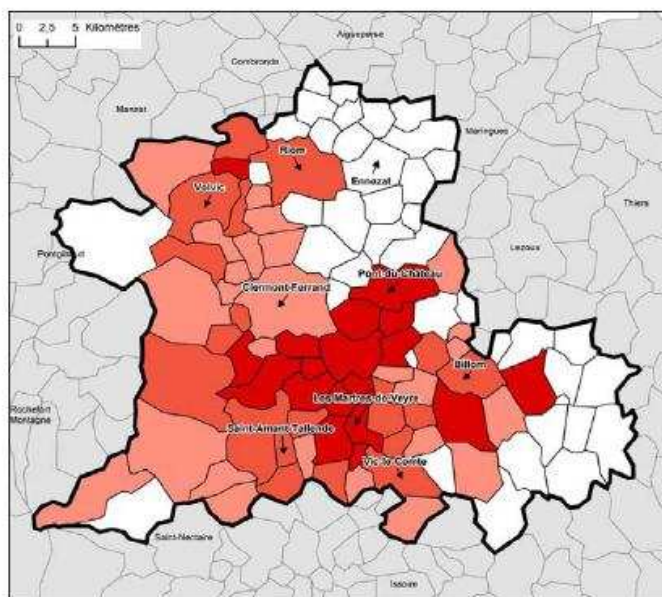 0 2,5 5 Kilomètres
Aigueperse
Combronde
Manzat
Maringues
Riom
Ennezat
Volvic
Thiers
Lezoux
Pont-du-Château
Clermont-Ferrand
Billom
Les Martres-de-Veyre
Rochefort
Montagne
Saint-Amant-Tallende
Vic-le-Comte
Saint-Nectaire
Issoire